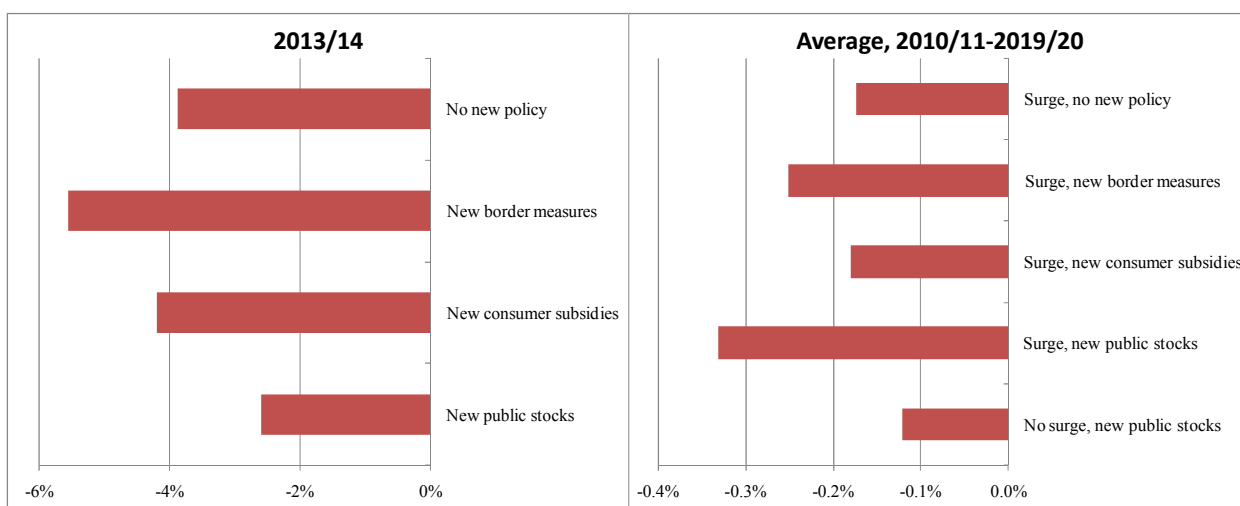 2013/14
No new policy
New border measures
New consumer subsidies
New public stocks
-6%
-4%
-2%
0%
Average, 2010/11-2019/20
Surge, no new policy
Surge, new border measures
Surge, new consumer subsidies
Surge, new public stocks
No surge, new public stocks
-0.4%
-0.3%
-0.2%
-0.1%
0.0%